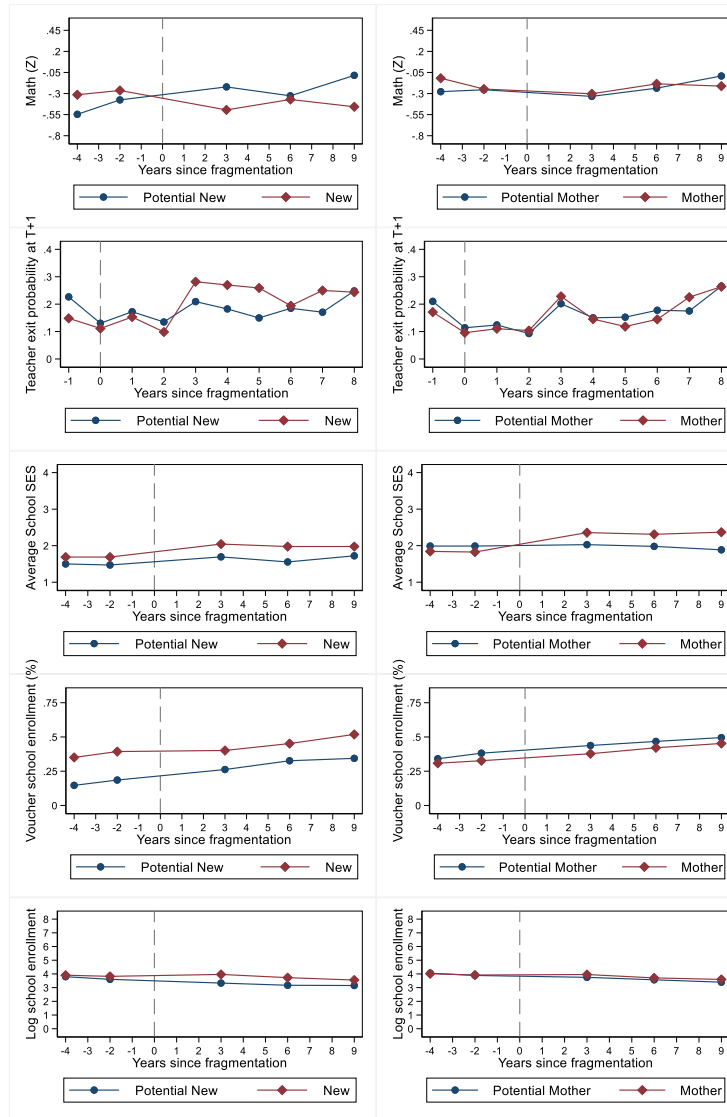 Math (Z)
.45
.2
-.05
-.3
-.55
-.8
-4 -3 -2 -1 0 1 2 3 4 5 6 7 8 9
Years since fragmentation
Potential New
New
.45
.2
.05
-.3
-.55
-.8
Math (Z)
-4 -3 -2 -1 0 1 2 3 4 5 6 7 8 9
Years since fragmentation
Potential Mother
Mother
Teacher exit probability at T+1
.4
.3
.2
.1
0
-1 0 1 2 3 4 5 6 7 8
Years since fragmentation
Potential New
New
Teacher exit probability at T+1
.4
.3
.2
.1
0
-1 0 1 2 3 4 5 6 7 8
Years since fragmentation
Potential Mother
Mother
Average School SES
4
3
2
1
-4 -3 -2 -1 0 1 2 3 4 5 6 7 8 9
Years since fragmentation
Potential New
New
Average School SES
4
3
2
1
-4 -3 -2 -1 0 1 2 3 4 5 6 7 8 9
Years since fragmentation
Potential Mother
Mother
Voucher school enrollment (%)
.75
.5
.25
0
-4 -3 -2 -1 0 1 2 3 4 5 6 7 8 9
Years since fragmentation
Potential New
New
Voucher school enrollment (%)
.75
.5
.25
0
-4 -3 -2 -1 0 1 2 3 4 5 6 7 8 9
Years since fragmentation
Potential Mother
Mother
Log school enrollment
8
7
6
5
4
3
2
1
0
-4 -3 -2 -1 0 1 2 3 4 5 6 7 8 9
Years since fragmentation
Potential New
New
Log school enrollment
8
7
6
5
4
3
2
1
0
-4 -3 -2 -1 0 1 2 3 4 5 6 7 8 9
Years since fragmentation
Potential Mother
Mother